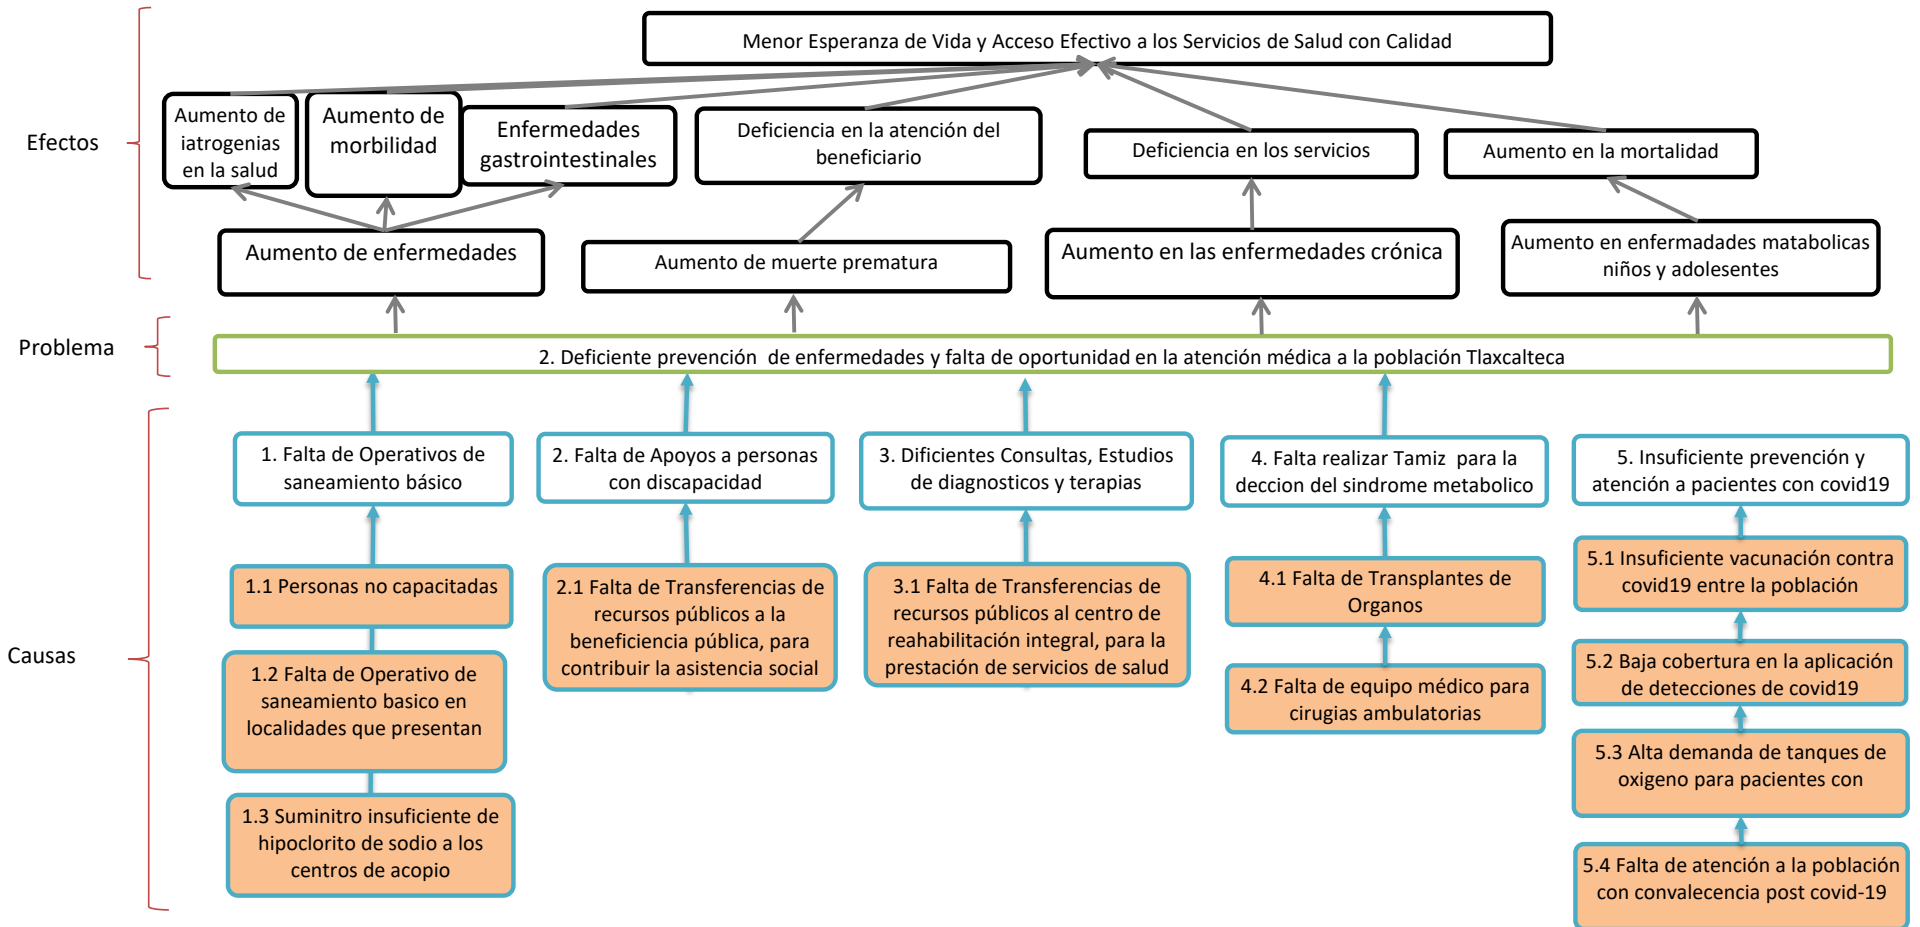 Menor Esperanza de Vida y Acceso Efectivo a los Servicios de Salud con Calidad
Efectos
Aumento de
iatrogenias
en la salud
Aumento de
morbilidad
Enfermedades
gastrointestinales
Deficiencia en la atención del
beneficiario
Deficiencia en los servicios
Aumento en la mortalidad
Aumento de enfermedades
Aumento de muerte prematura
Aumento en las enfermedades crónica
Aumento en enfermadades matabolicas
niños y adolesentes
Problema
2. Deficiente prevención de enfermedades y falta de oportunidad en la atención médica a la población Tlaxcalteca
Causas
1. Falta de Operativos de
saneamiento básico
2. Falta de Apoyos a personas
con discapacidad
3. Dificientes Consultas, Estudios
de diagnosticos y terapias
4. Falta realizar Tamiz para la
deccion del sindrome metabolico
5. Insuficiente prevención y
atención a pacientes con covid19
1.1 Personas no capacitadas
2.1 Falta de Transferencias de
recursos públicos a la
beneficiencia pública, para
contribuir la asistencia social
3.1 Falta de Transferencias de
recursos públicos al centro de
reahabilitación integral, para la
prestación de servicios de salud
4.1 Falta de Transplantes de
Organos
5.1 Insuficiente vacunación contra
covid19 entre la población
1.2 Falta de Operativo de
saneamiento basico en
localidades que presentan
4.2 Falta de equipo médico para
cirugias ambulatorias
5.2 Baja cobertura en la aplicación
de detecciones de covid19
5.3 Alta demanda de tanques de
oxigeno para pacientes con
1.3 Suminitro insuficiente de
hipoclorito de sodio a los
centros de acopio
5.4 Falta de atención a la población
con convalecencia post covid-19